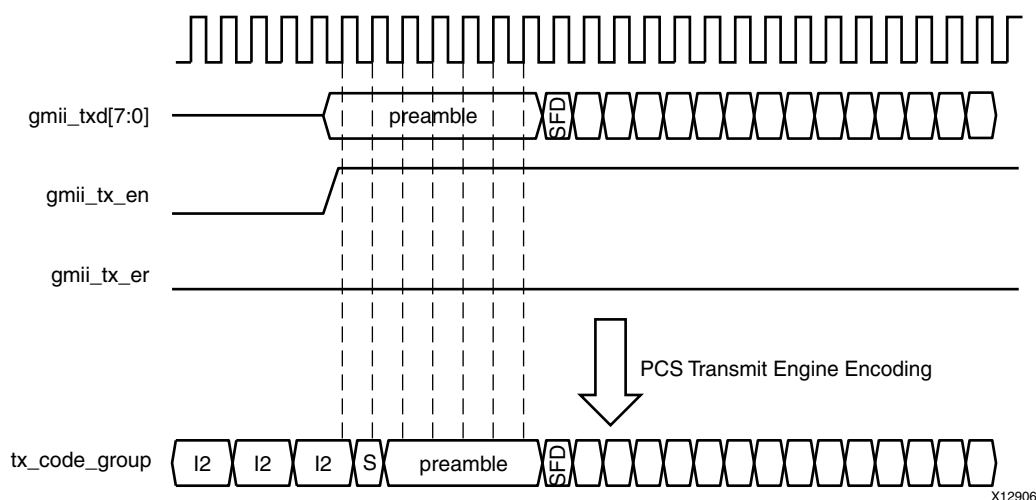 gmii_txd[7:0]
preamble
SFD
gmii_tx_en
gmii_tx_er
PCS Transmit Engine Encoding
tx_code_group
I2
I2
I2
S
preamble
SFD
X12906